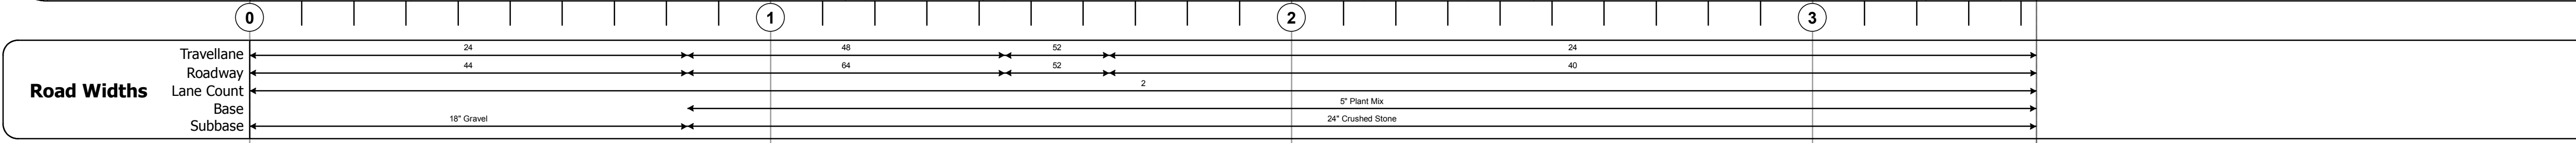 0 1 2 3
Travellane 24 48 52 24
Roadway 44 64 52 40
Road Widths
Lane Count 2
Base 5" Plant Mix
Subbase 18" Gravel 24" Crushed Stone